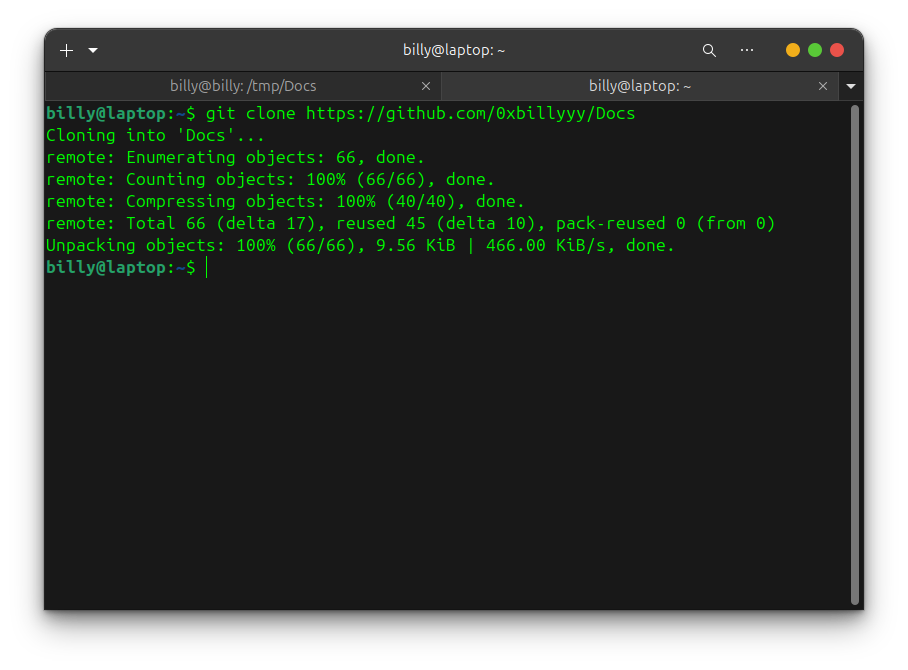 billy@laptop: ~
billy@billy: /tmp/Docs
billy@laptop: ~
billy@laptop:~$ git clone https://github.com/0xbillyyy/Docs
Cloning into 'Docs'...
remote: Enumerating objects: 66, done.
remote: Counting objects: 100% (66/66), done.
remote: Compressing objects: 100% (40/40), done.
remote: Total 66 (delta 17), reused 45 (delta 10), pack-reused 0 (from 0)
Unpacking objects: 100% (66/66), 9.56 KiB | 466.00 KiB/s, done.
billy@laptop:~$